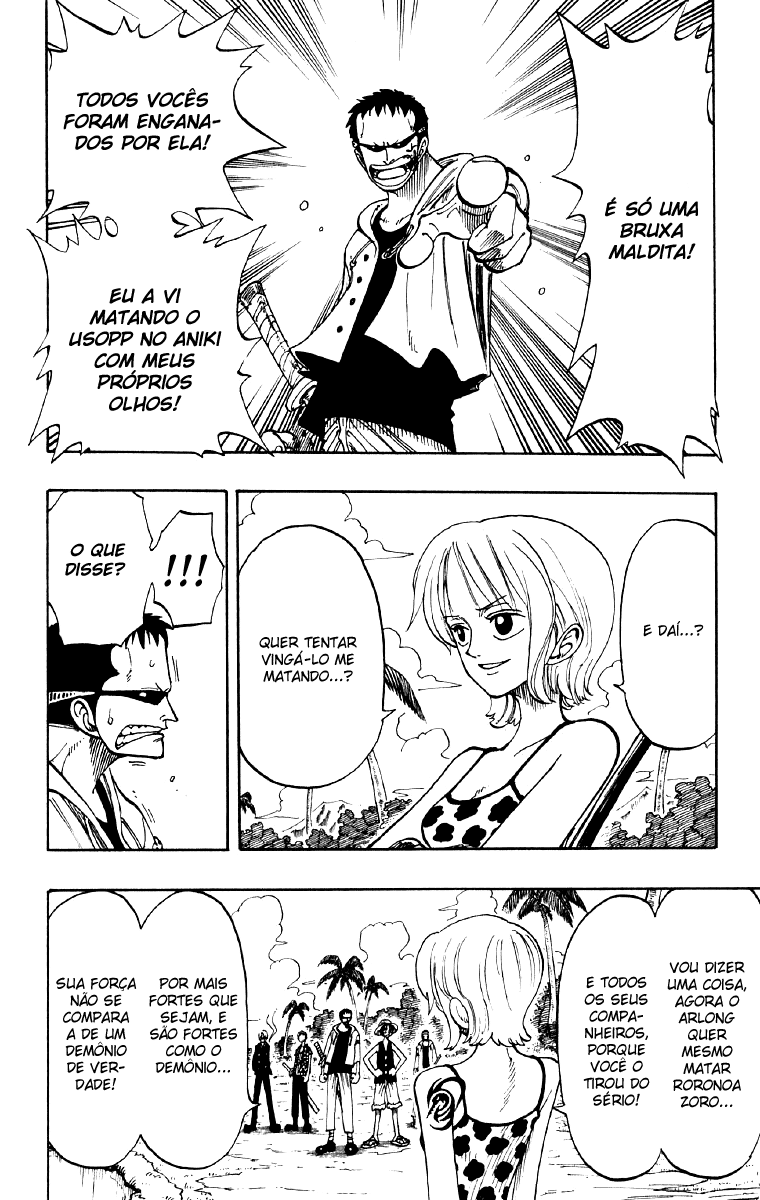 É SÓ UMA
BRUXA
MALDITA!
TODOS VOCÊS
FORAM ENGANA-
DOS POR ELA!
EU A VI
MATANDO O
USOPP NO ANIKI
COM MEUS
PRÓPRIOS
OLHOS!
E DAÍ...?
QUER TENTAR
VINGÁ-LO ME
MATANDO...?
!!!
O QUE
DISSE?
VOU DIZER
UMA COISA,
AGORA O
ARLONG
QUER
MESMO
MATAR
RORONOA
ZORO...
E TODOS
OS SEUS
COMPA-
NHEIROS,
PORQUE
VOCÊ O
TIROU DO
SÉRIO!
POR MAIS
FORTES QUE
SEJAM, E
SÃO FORTES
COMO O
DEMÔNIO...
SUA FORÇA
NÃO SE
COMPARA
A DE UM
DEMÔNIO
DE VER-
DADE!